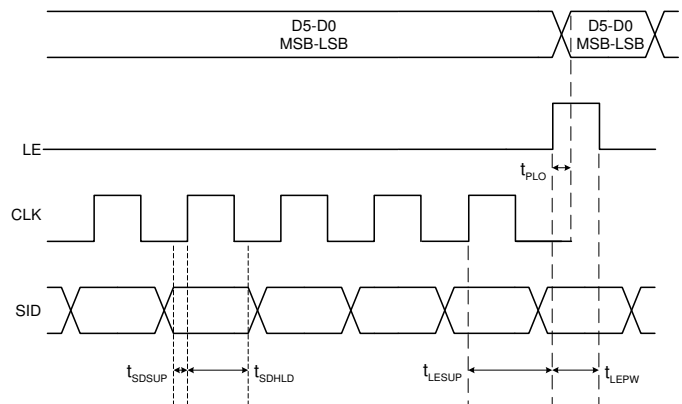 D5-D0
MSB-LSB
D5-D0
MSB-LSB
LE
tPLO
CLK
SID
tSDSUP
tSDHLD
tLESUP
tLEPW